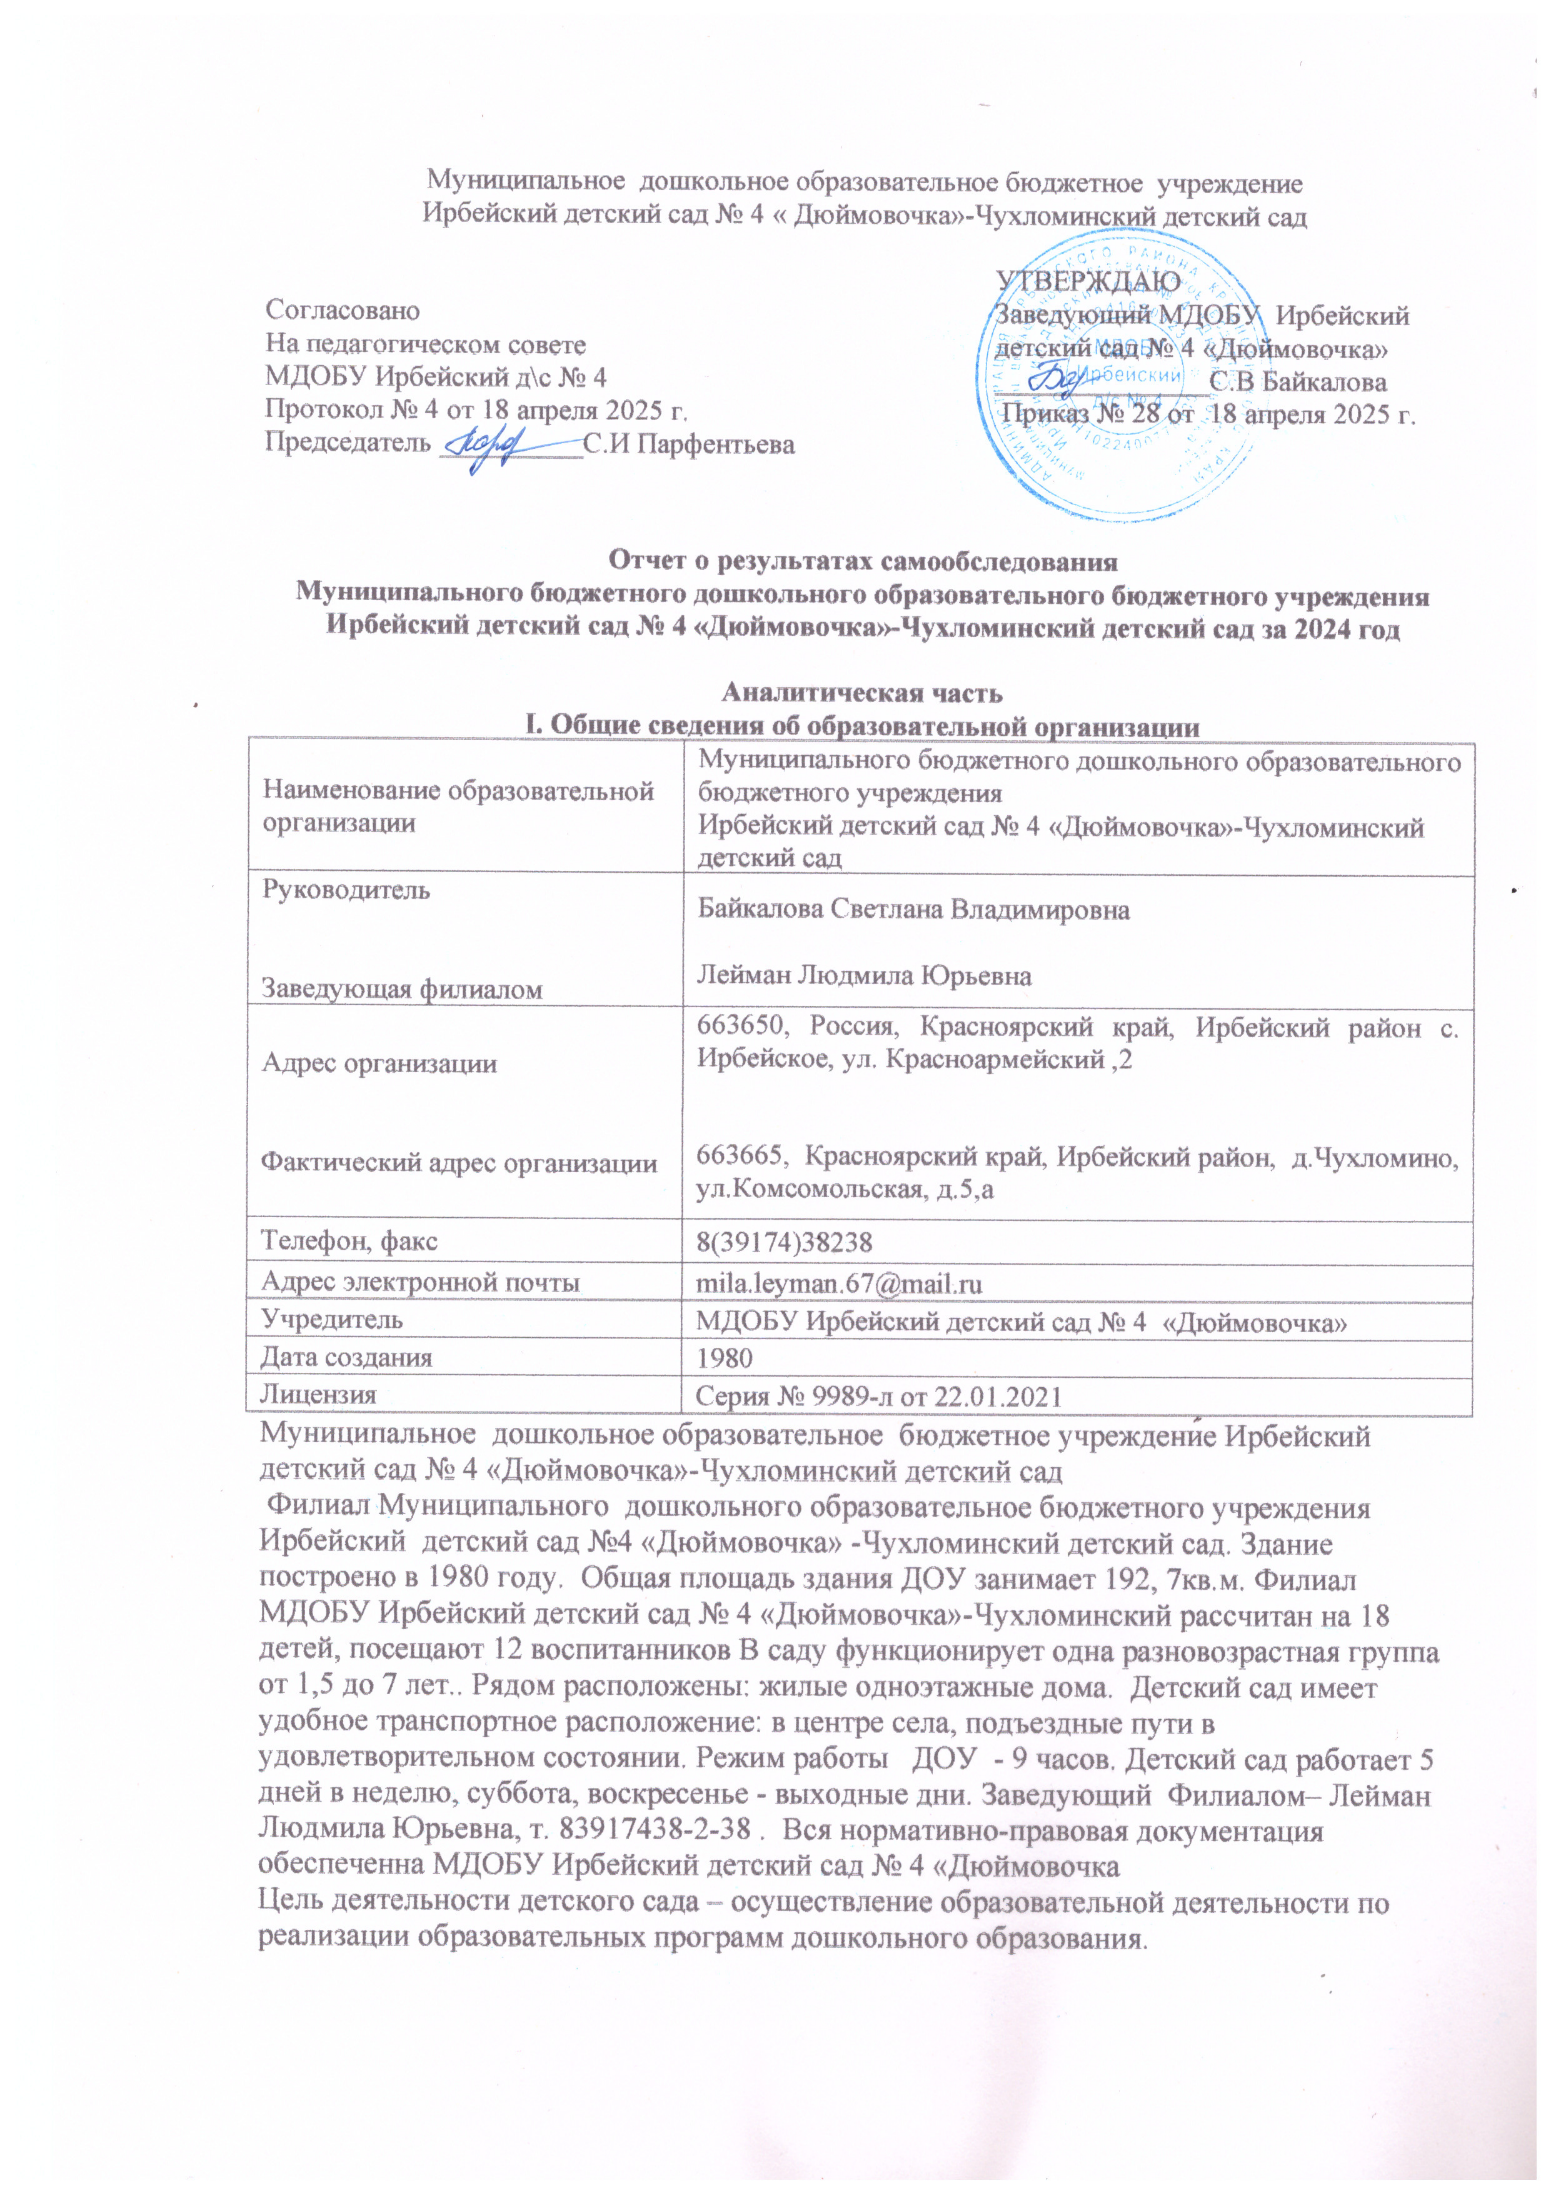 Муниципальное дошкольное образовательное бюджетное учреждение
Ирбейский детский сад № 4 « Дюймовочка»-Чухломинский детский сад
Согласовано
На педагогическом совете
МДОБУ Ирбейский д\с № 4
Протокол № 4 от 18 апреля 2025 г.
Председатель __________С.И Парфентьева
УТВЕРЖДАЮ
Заведующий МДОБУ Ирбейский
детский сад № 4 «Дюймовочка»
_______________С.В Байкалова
Приказ № 28 от 18 апреля 2025 г.
МДОБУ
Ирбейский
д/с № 4
Отчет о результатах самообследования
Муниципального бюджетного дошкольного образовательного бюджетного учреждения
Ирбейский детский сад № 4 «Дюймовочка»-Чухломинский детский сад за 2024 год
Аналитическая часть
I. Общие сведения об образовательной организации
Наименование образовательной
организации
Муниципального бюджетного дошкольного образовательного
бюджетного учреждения
Ирбейский детский сад № 4 «Дюймовочка»-Чухломинский
детский сад
Руководитель
Байкалова Светлана Владимировна
Заведующая филиалом
Лейман Людмила Юрьевна
Адрес организации
663650, Россия, Красноярский край, Ирбейский район с.
Ирбейское, ул. Красноармейский ,2
Фактический адрес организации
663665, Красноярский край, Ирбейский район, д.Чухломино,
ул.Комсомольская, д.5,а
Телефон, факс
8(39174)38238
Адрес электронной почты
mila.leyman.67@mail.ru
Учредитель
МДОБУ Ирбейский детский сад № 4 «Дюймовочка»
Дата создания
1980
Лицензия
Серия № 9989-л от 22.01.2021
Муниципальное дошкольное образовательное бюджетное учреждение Ирбейский
детский сад № 4 «Дюймовочка»-Чухломинский детский сад
Филиал Муниципального дошкольного образовательное бюджетного учреждения
Ирбейский детский сад №4 «Дюймовочка» -Чухломинский детский сад. Здание
построено в 1980 году. Общая площадь здания ДОУ занимает 192, 7кв.м. Филиал
МДОБУ Ирбейский детский сад № 4 «Дюймовочка»-Чухломинский рассчитан на 18
детей, посещают 12 воспитанников В саду функционирует одна разновозрастная группа
от 1,5 до 7 лет.. Рядом расположены: жилые одноэтажные дома. Детский сад имеет
удобное транспортное расположение: в центре села, подъездные пути в
удовлетворительном состоянии. Режим работы ДОУ - 9 часов. Детский сад работает 5
дней в неделю, суббота, воскресенье - выходные дни. Заведующий Филиалом– Лейман
Людмила Юрьевна, т. 83917438-2-38 . Вся нормативно-правовая документация
обеспеченна МДОБУ Ирбейский детский сад № 4 «Дюймовочка
Цель деятельности детского сада – осуществление образовательной деятельности по
реализации образовательных программ дошкольного образования.